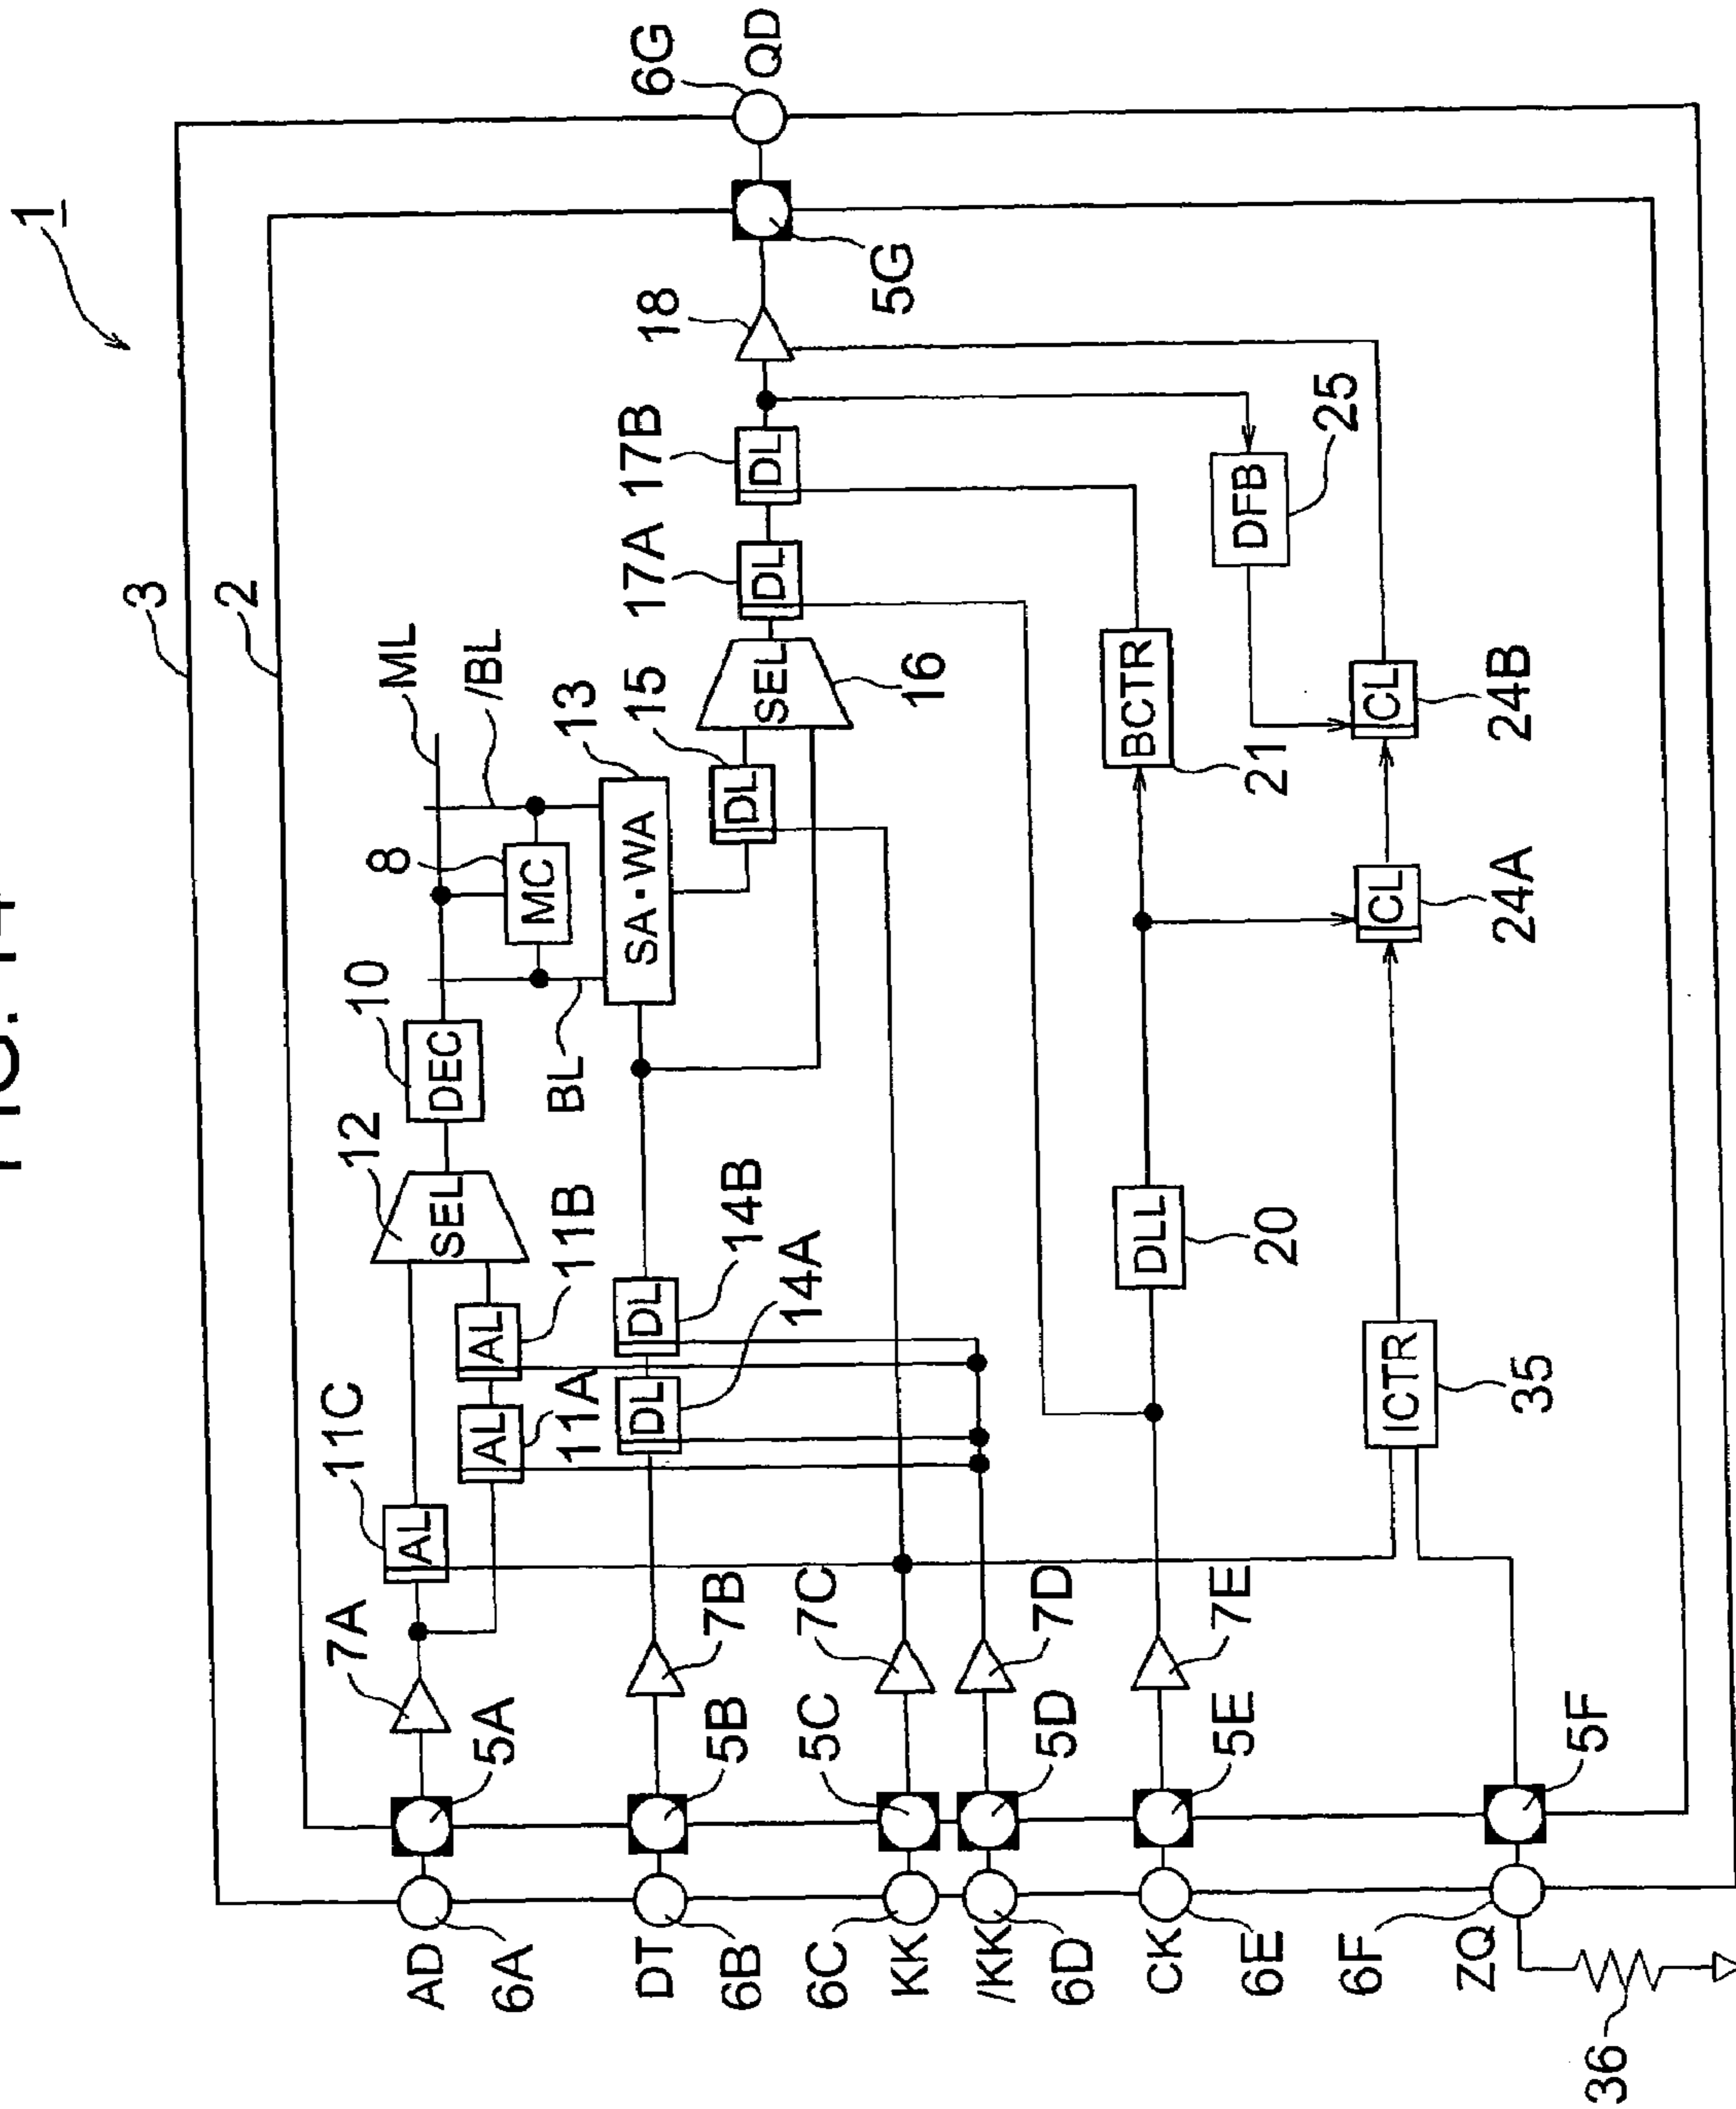 FIG. 14
1
3
2
ML
/BL
8
MC
10
DEC
12
SEL
11B
AL
11A
AL
11C
AL
7A
5A
AD
6A
BL
13
SA·WA
15
DL
16
SEL
17A
DL
17B
DL
18
5G
6G
QD
14B
DL
14A
DL
7B
5B
DT
6B
7C
5C
6C
KK
7D
5D
/KK
6D
7E
5E
CK
6E
DLL
20
BCTR
21
DFB
25
CL
24A
CL
24B
ICTR
35
5F
6F
ZQ
36